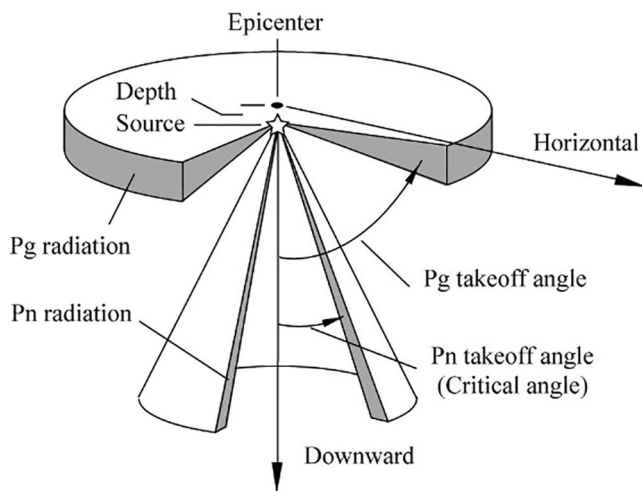 Epicenter
Depth
Source
Horizontal
Pg radiation
Pg takeoff angle
Pn radiation
Pn takeoff angle
(Critical angle)
Downward